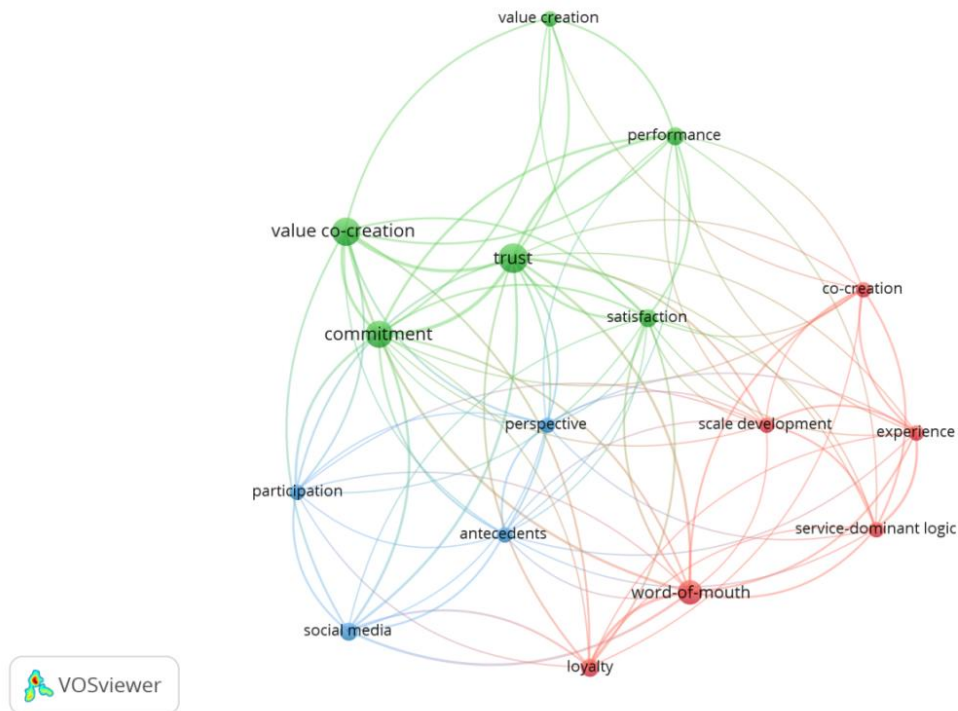 value creation
performance
value co-creation
trust
co-creation
satisfaction
commitment
perspective
scale development
experience
participation
service-dominant logic
antecedents
word-of-mouth
social media
loyalty
VOSviewer